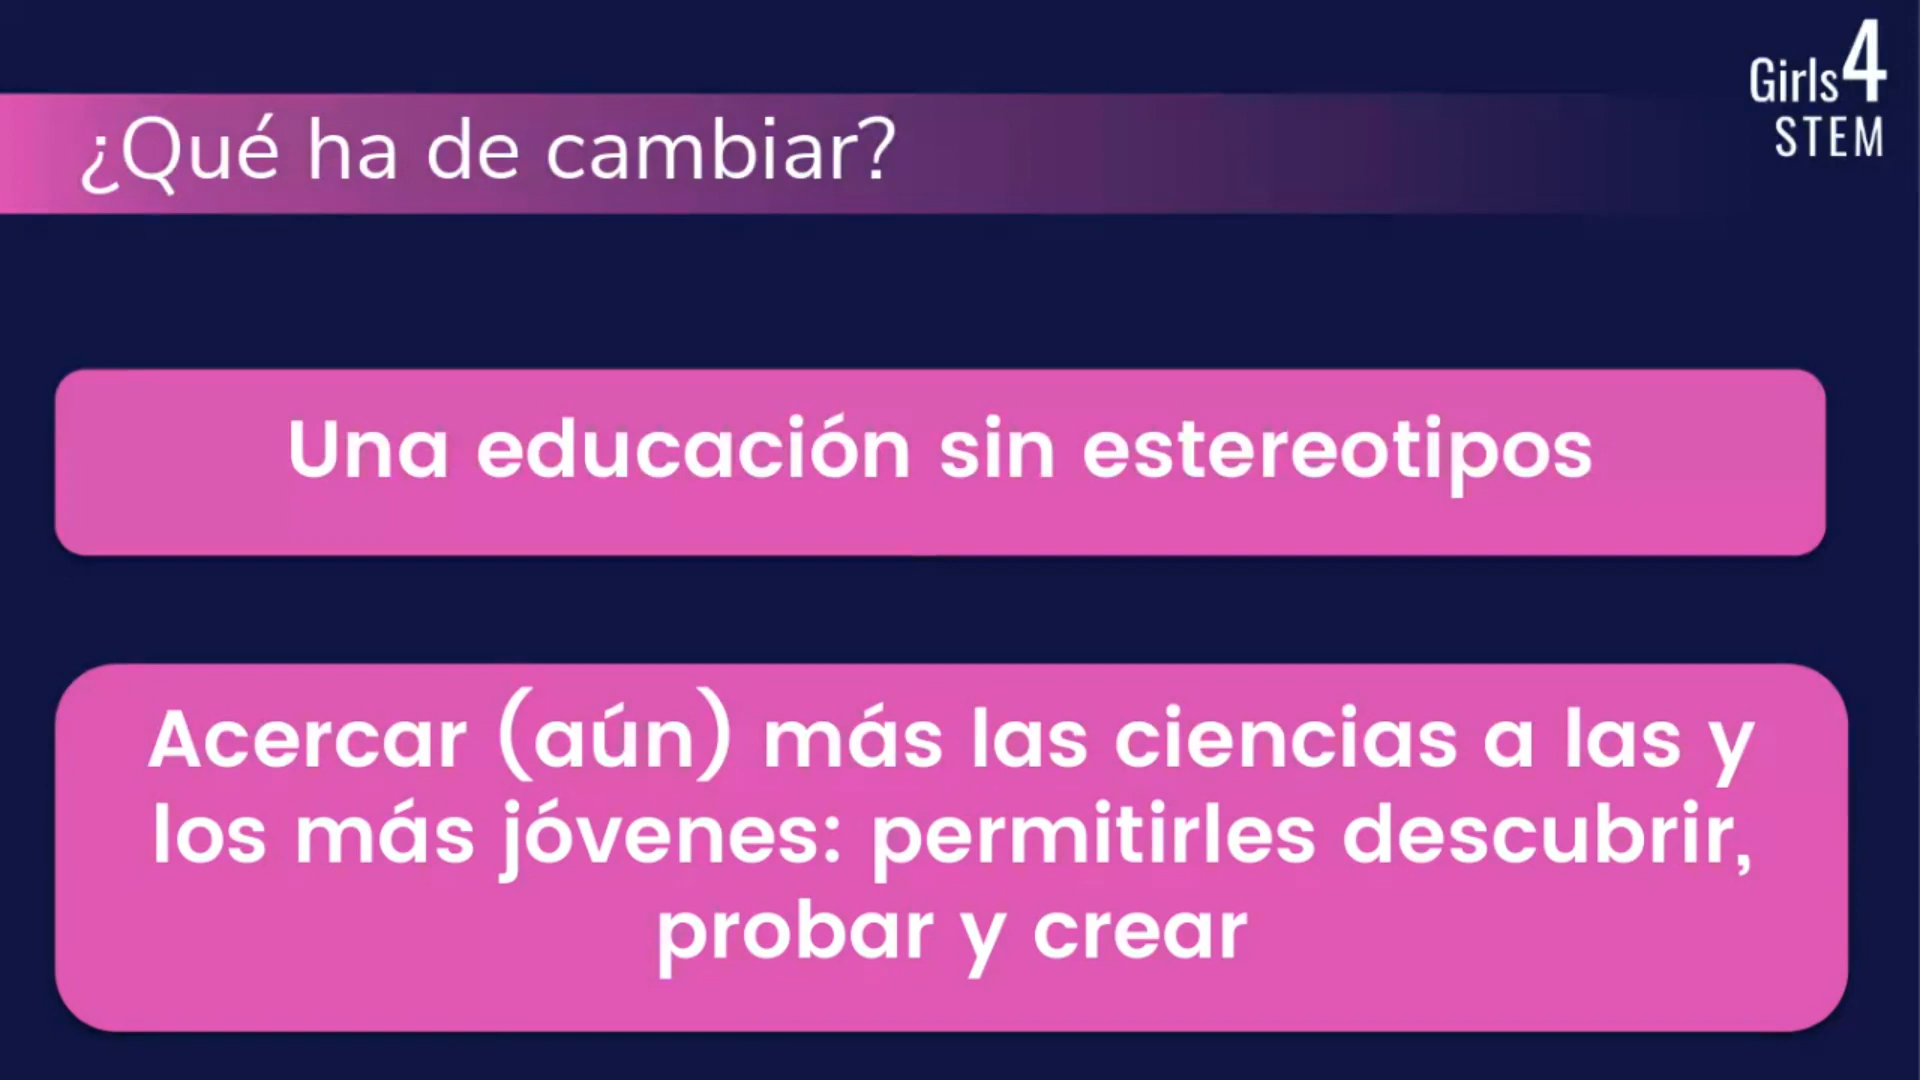 Girls4
STEM
¿Qué ha de cambiar?
Una educación sin estereotipos
Acercar (aún) más las ciencias a las y
los más jóvenes: permitirles descubrir,
probar y crear